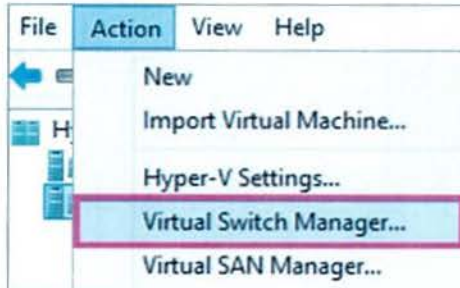 File Action View Help
New
Import Virtual Machine...
H
Hyper-V Settings...
Virtual Switch Manager...
Virtual SAN Manager...